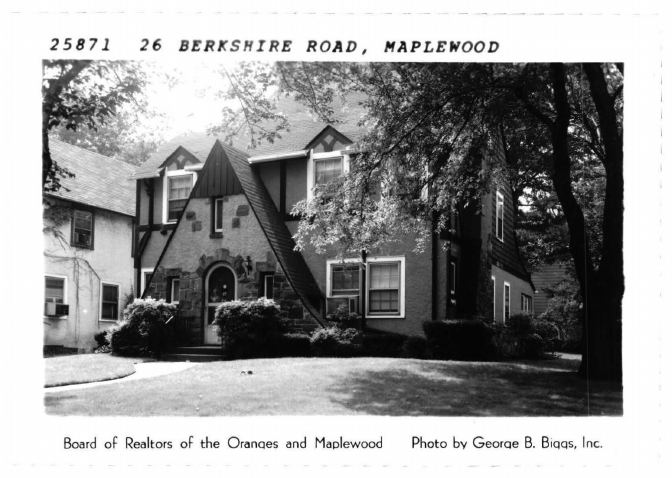 25871 26 BERKSHIRE ROAD, MAPLEWOOD
Board of Realtors of the Oranges and Maplewood Photo by George B. Biggs, Inc.